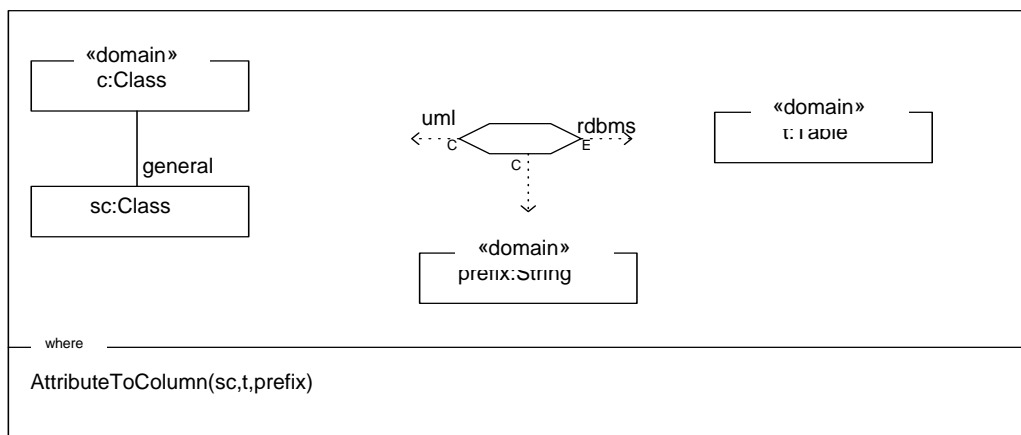 «domain»
c:Class
general
sc:Class
uml
C
rdbms
E
C
«domain»
t:Table
«domain»
prefix:String
where
AttributeToColumn(sc,t,prefix)